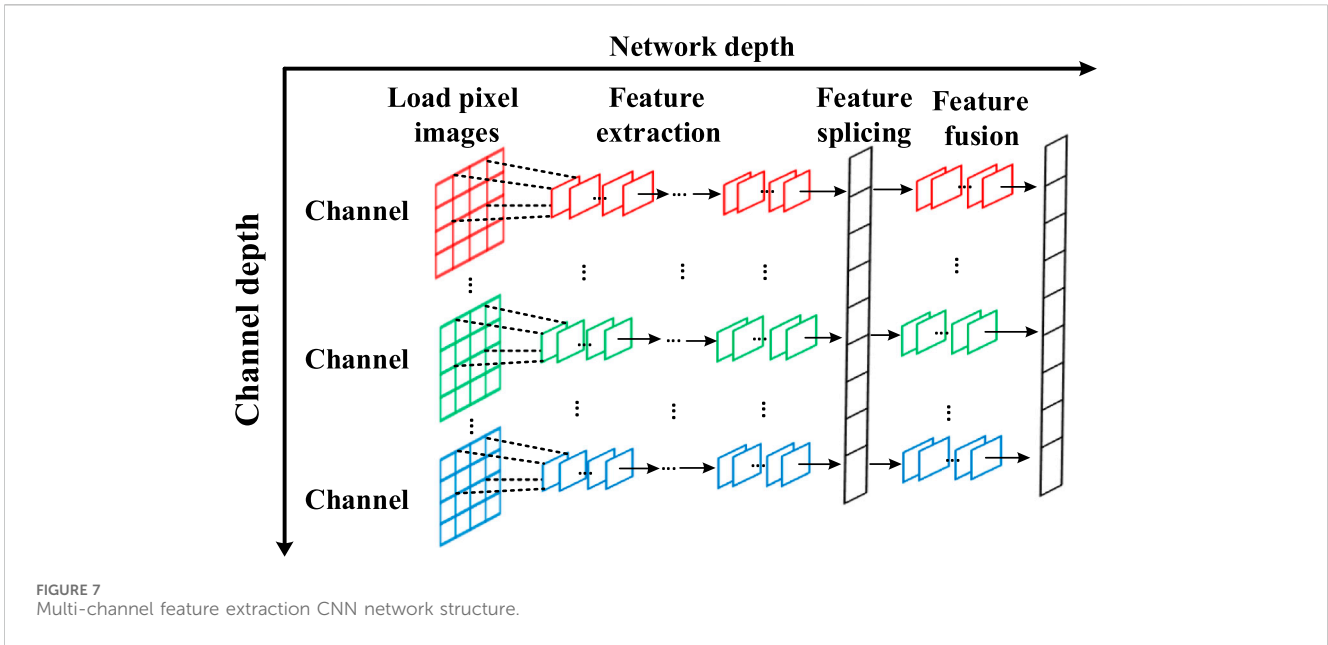 Network depth
Load pixel
images
Feature
extraction
Feature
splicing
Feature
fusion
Channel depth
Channel
Channel
Channel
FIGURE 7
Multi-channel feature extraction CNN network structure.